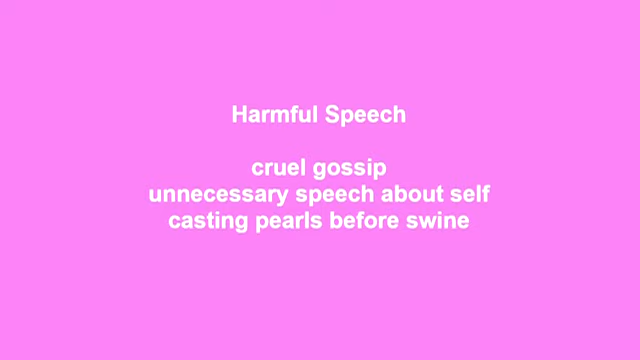 Harmful Speech
cruel gossip
unnecessary speech about self
casting pearls before swine